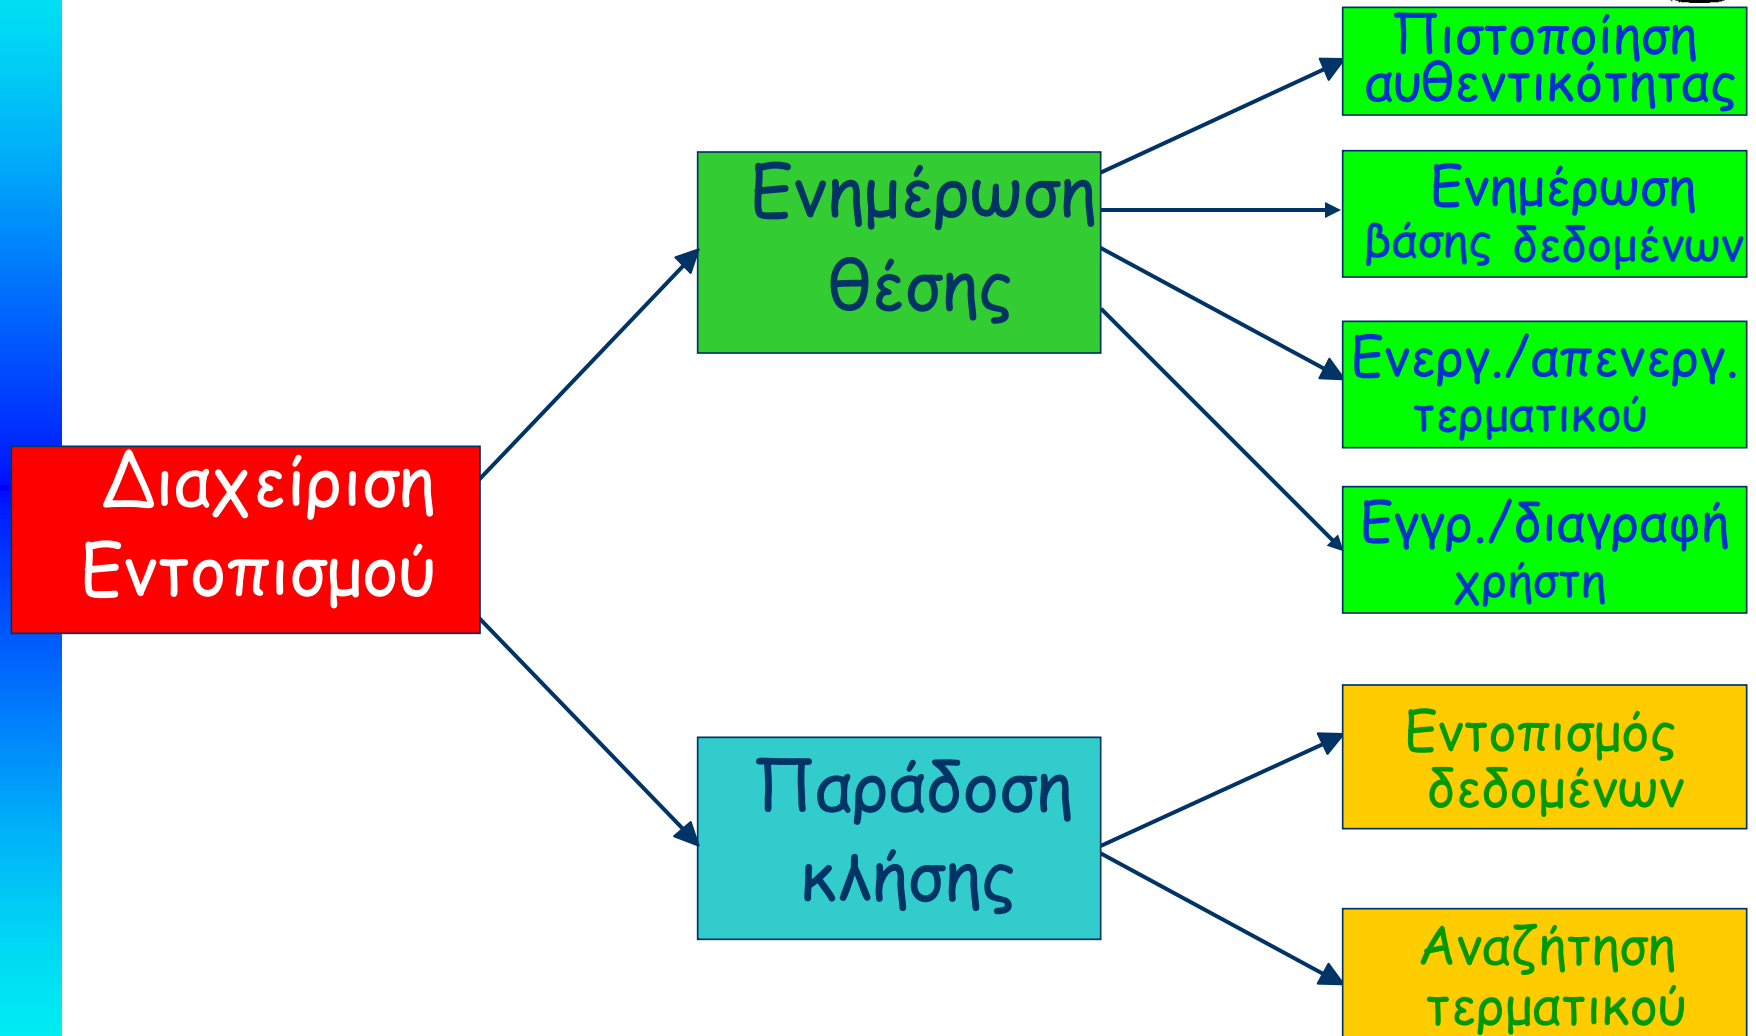 Πιστοποίηση
αυθεντικότητας
Ενημέρωση
θέσης
Ενημέρωση
βάσης δεδομένων
Ενεργ./απενεργ.
τερματικού
Διαχείριση
Εντοπισμού
Εγγρ./διαγραφή
χρήστη
Παράδοση
κλήσης
Εντοπισμός
δεδομένων
Αναζήτηση
τερματικού